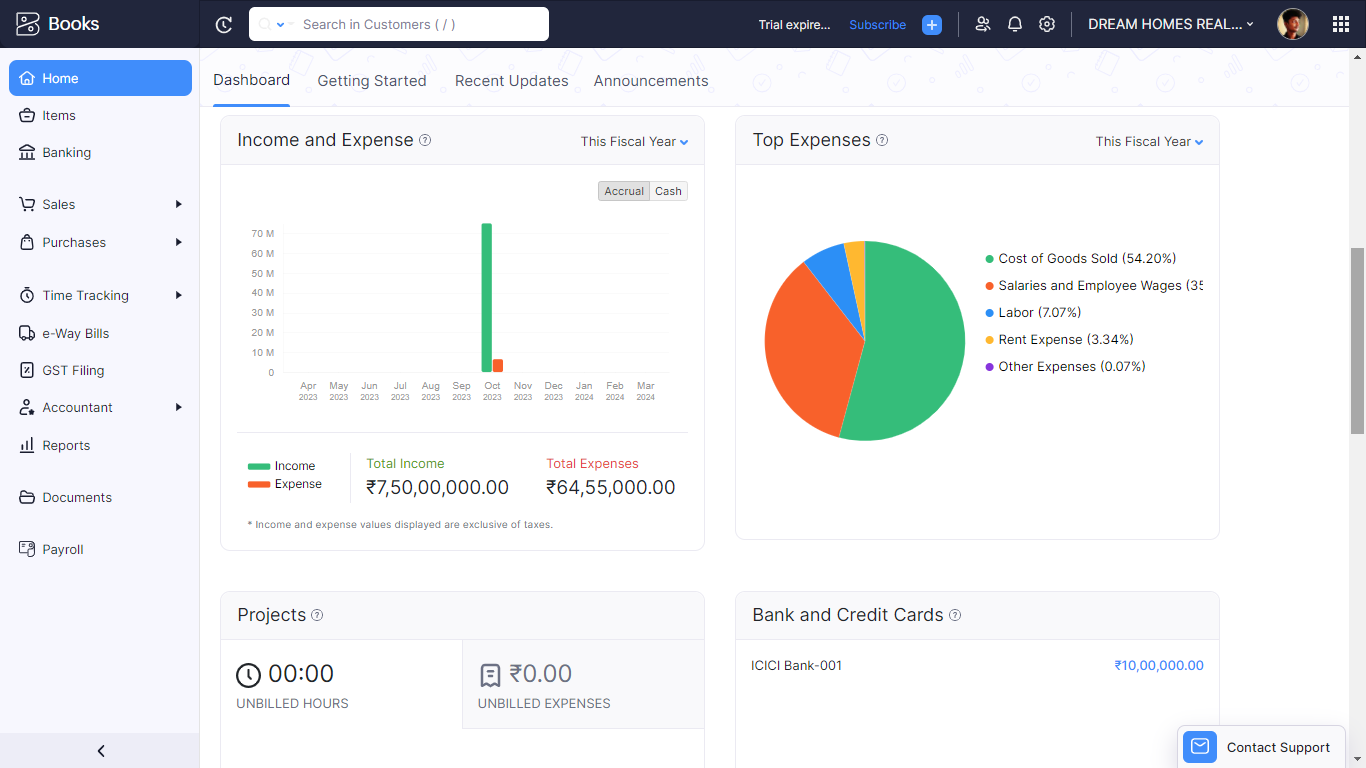 Books
Search in Customers ( / )
Trial expire...
Subscribe
DREAM HOMES REAL...
Home
Items
Banking
Sales
Purchases
Time Tracking
e-Way Bills
GST Filing
Accountant
Reports
Documents
Payroll
Dashboard
Getting Started
Recent Updates
Announcements
Income and Expense
This Fiscal Year
Accrual
Cash
70 M
60 M
50 M
40 M
30 M
20 M
10 M
0
Apr 2023
May 2023
Jun 2023
Jul 2023
Aug 2023
Sep 2023
Oct 2023
Nov 2023
Dec 2023
Jan 2024
Feb 2024
Mar 2024
Income
Expense
Total Income
₹7,50,00,000.00
Total Expenses
₹64,55,000.00
* Income and expense values displayed are exclusive of taxes.
Top Expenses
This Fiscal Year
Cost of Goods Sold (54.20%)
Salaries and Employee Wages (35
Labor (7.07%)
Rent Expense (3.34%)
Other Expenses (0.07%)
Projects
00:00
UNBILLED HOURS
₹0.00
UNBILLED EXPENSES
Bank and Credit Cards
ICICI Bank-001
₹10,00,000.00
Contact Support